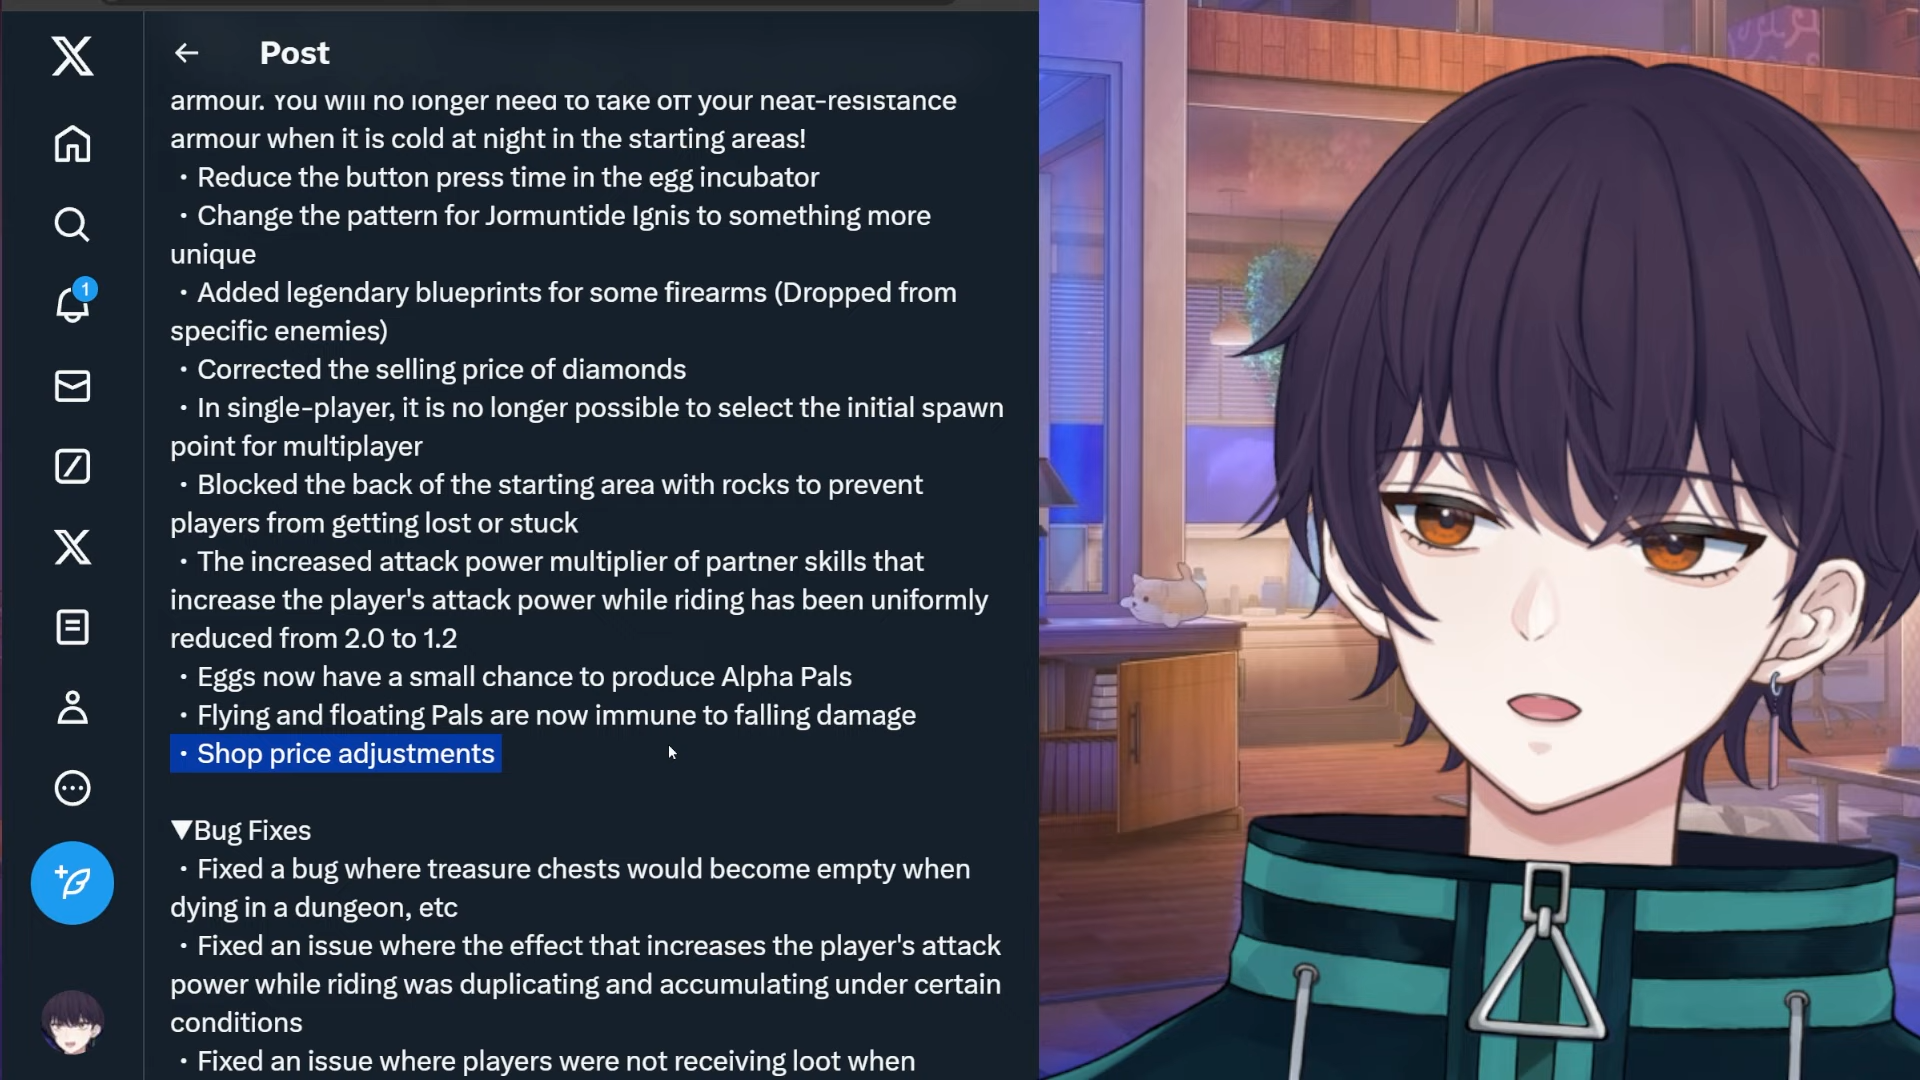 Post
armour. You will no longer need to take off your heat-resistance
armour when it is cold at night in the starting areas!
・Reduce the button press time in the egg incubator
・Change the pattern for Jormuntide Ignis to something more
unique
・Added legendary blueprints for some firearms (Dropped from
specific enemies)
・Corrected the selling price of diamonds
・In single-player, it is no longer possible to select the initial spawn
point for multiplayer
・Blocked the back of the starting area with rocks to prevent
players from getting lost or stuck
・The increased attack power multiplier of partner skills that
increase the player's attack power while riding has been uniformly
reduced from 2.0 to 1.2
・Eggs now have a small chance to produce Alpha Pals
・Flying and floating Pals are now immune to falling damage
・Shop price adjustments
▼Bug Fixes
・Fixed a bug where treasure chests would become empty when
dying in a dungeon, etc
・Fixed an issue where the effect that increases the player's attack
power while riding was duplicating and accumulating under certain
conditions
・Fixed an issue where players were not receiving loot when
1